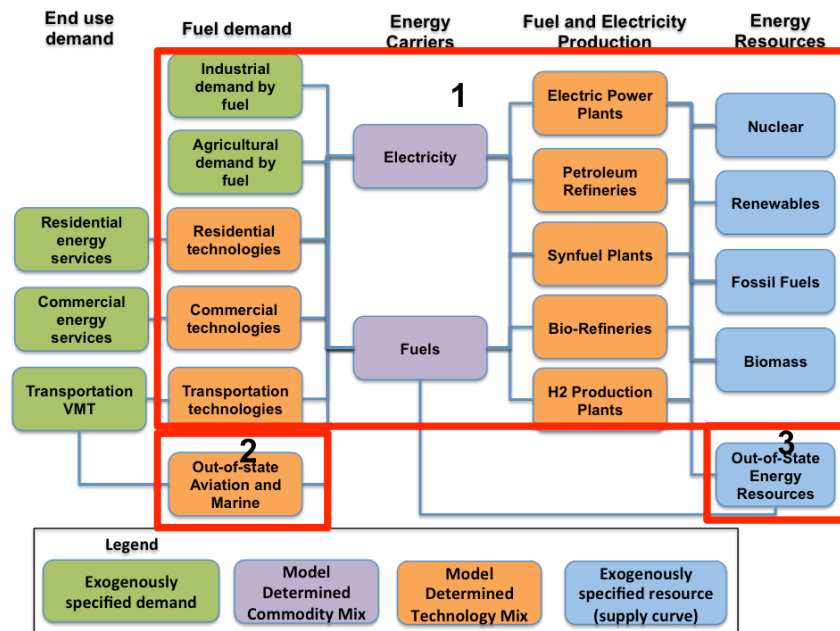 End use
demand
Fuel demand
Energy
Carriers
Fuel and Electricity
Production
Energy
Resources
1
Industrial
demand by
fuel
Agricultural
demand by
fuel
Residential
energy
services
Residential
technologies
Commercial
energy
services
Commercial
technologies
Transportation
VMT
Transportation
technologies
2
Out-of-state
Aviation and
Marine
Electricity
Fuels
Electric Power
Plants
Petroleum
Refineries
Synfuel Plants
Bio-Refineries
H2 Production
Plants
Nuclear
Renewables
Fossil Fuels
Biomass
3
Out-of-State
Energy
Resources
Legend
Exogenously
specified demand
Model
Determined
Commodity Mix
Model
Determined
Technology Mix
Exogenously
specified resource
(supply curve)